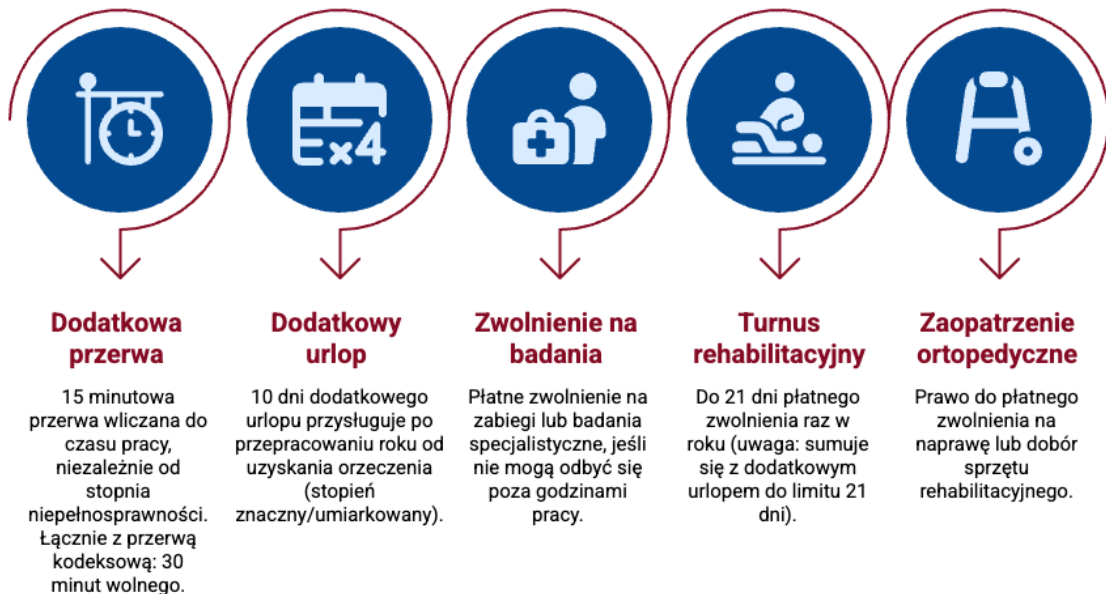 x4
Dodatkowa
przerwa
15 minutowa
przerwa wliczana do
czasu pracy,
niezależnie od
stopnia
niepełnosprawności.
Łącznie z przerwą
kodeksową: 30
minut wolnego.
Dodatkowy
urlop
10 dni dodatkowego
urlopu przysługuje po
przepracowaniu roku od
uzyskania orzeczenia
(stopień
znaczny/umiarkowany).
Zwolnienie na
badania
Płatne zwolnienie na
zabiegi lub badania
specjalistyczne, jeśli
nie mogą odbyć się
poza godzinami
pracy.
Turnus
rehabilitacyjny
Do 21 dni płatnego
zwolnienia raz w
roku (uwaga: sumuje
się z dodatkowym
urlopem do limitu 21
dni).
Zaopatrzenie
ortopedyczne
Prawo do płatnego
zwolnienia na
naprawę lub dobór
sprzętu
rehabilitacyjnego.